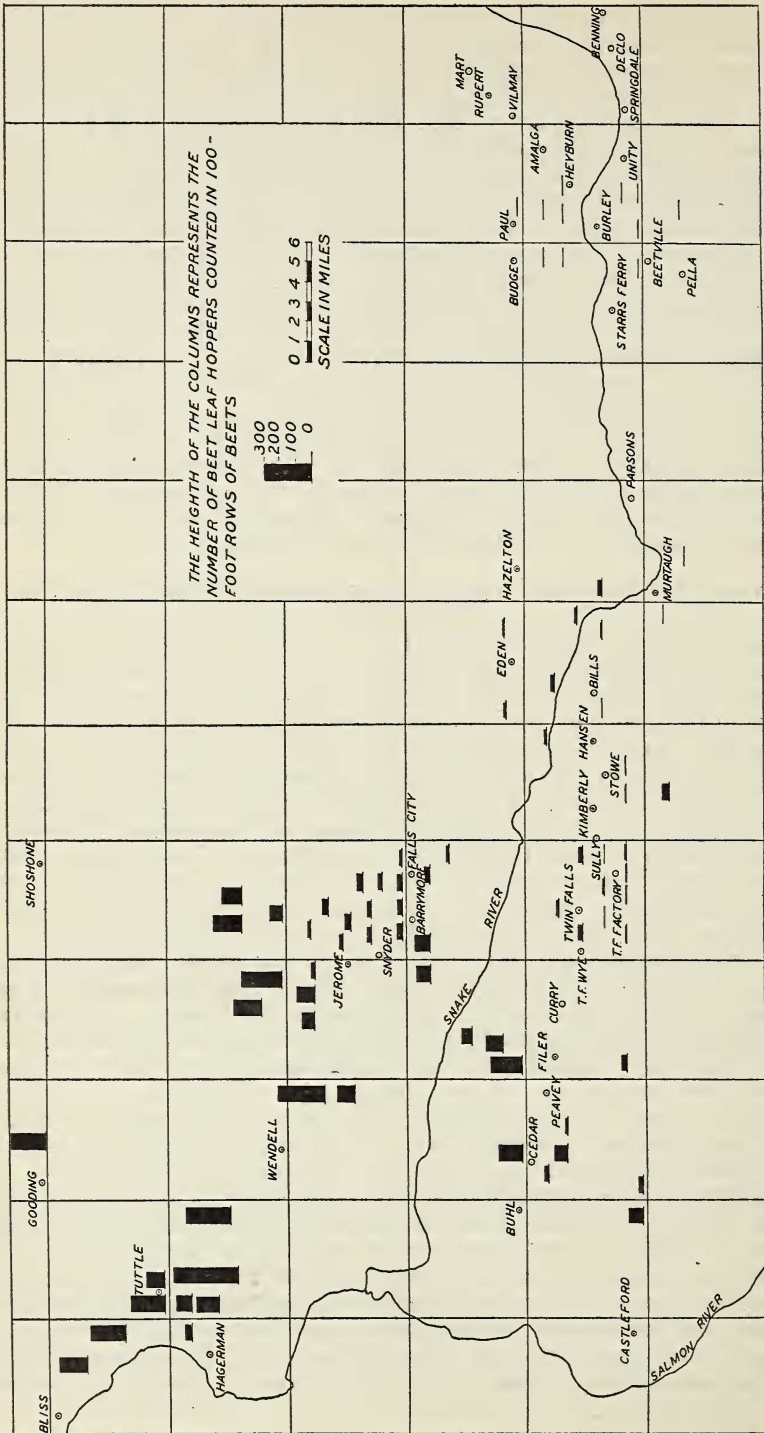 THE HEIGHTH OF THE COLUMNS REPRESENTS THE
NUMBER OF BEET LEAF HOPPERS COUNTED IN 100-
FOOT ROWS OF BEETS
300
200
100
0
0 1 2 3 4 5 6
SCALE IN MILES
BLISS
GOODING
SHOSHONE
TUTTLE
HAGERMAN
WENDELL
JEROME
SNYDER
BARRYMORE
FALLS CITY
SNAKE RIVER
MART
RUPERT
VILMAY
AMALGA
HEYBURN
PAUL
BUDGE
HAZELTON
EDEN
BUHL
CEDAR
PEAVEY
FILER
CURRY
T.F. WYE
TWIN FALLS
SULLY
T.F. FACTORY
KIMBERLY
HANSEN
STOWE
BILLS
MURTAUGH
PARSONS
STARRS FERRY
BURLEY
BEETVILLE
PELLA
UNITY
SPRINGDALE
DECLO
BENNING
CASTLEFORD
SALMON RIVER